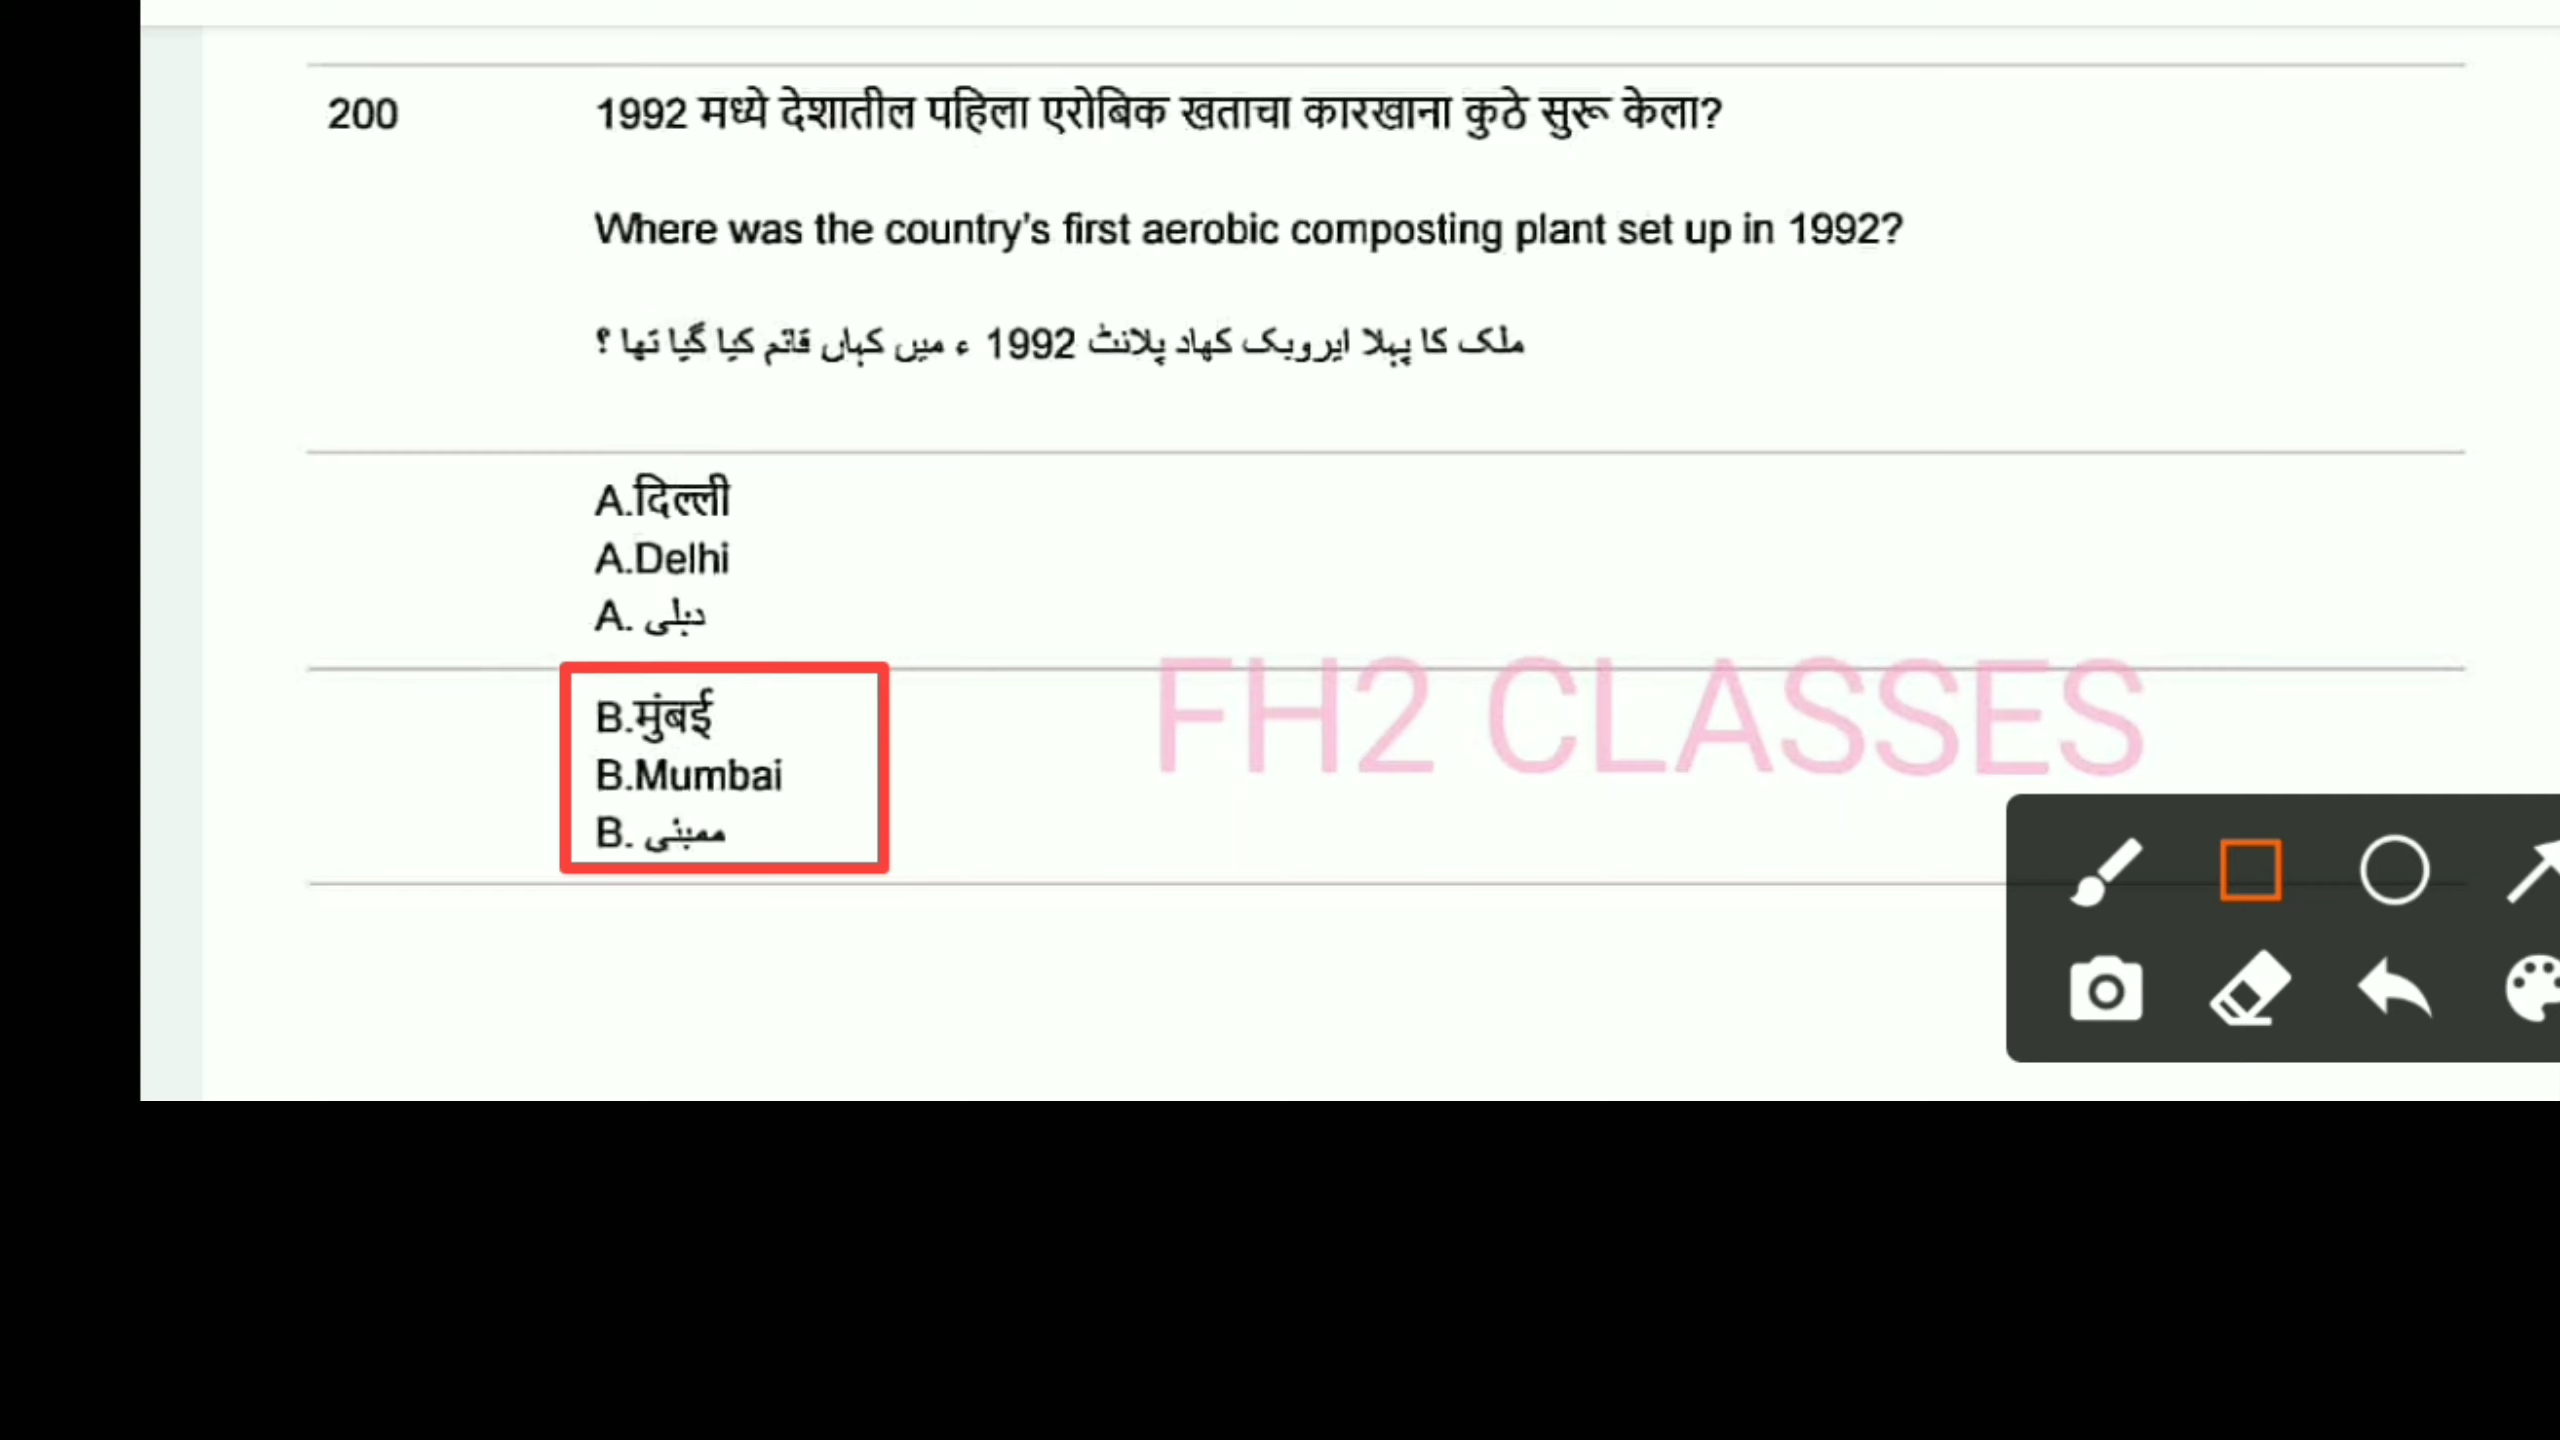 200
1992 मध्ये देशातील पहिला एरोबिक खताचा कारखाना कुठे सुरू केला?
Where was the country's first aerobic composting plant set up in 1992?
ملک کا پہلا ایروبک کھاد پلانٹ 1992 ء میں کہاں قائم کیا گیا تھا ؟
A.दिल्ली
A.Delhi
A. دہلی
B.मुंबई
B.Mumbai
B. ممبئی
FH2 CLASSES